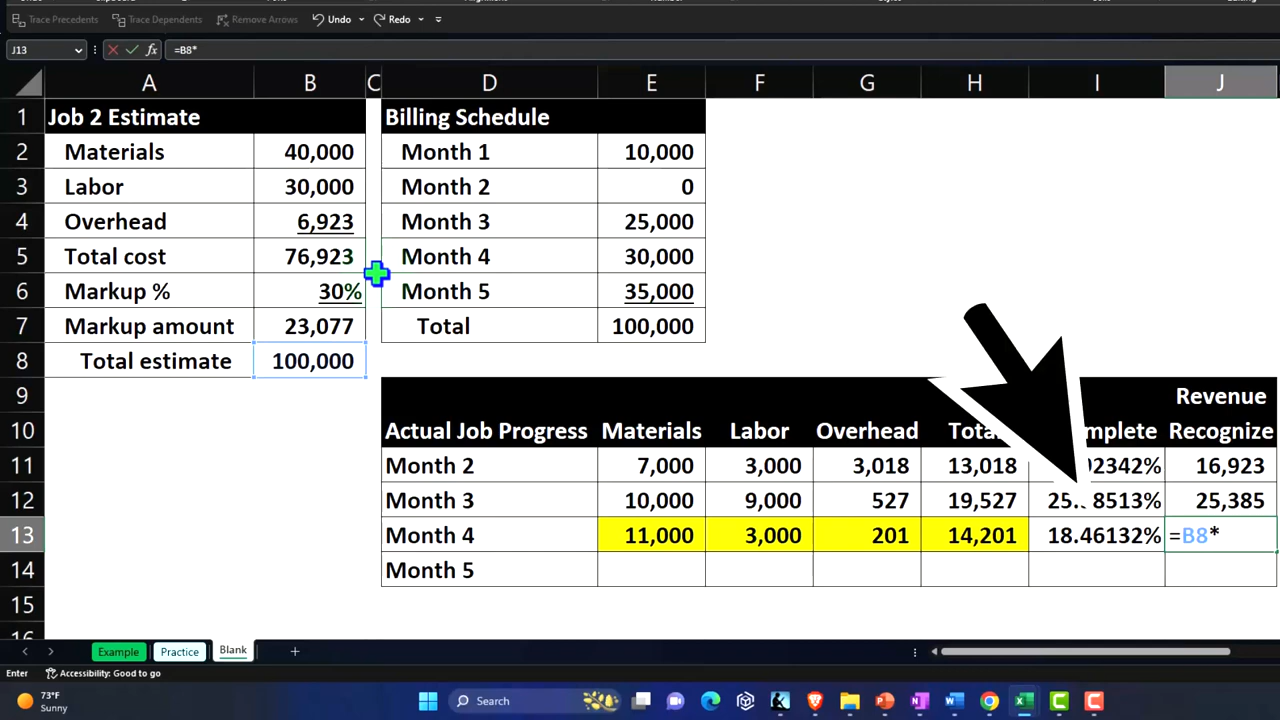 Trace Precedents Trace Dependents Remove Arrows Undo Redo
J13 fx =B8*
A B C D E F G H I J
1 Job 2 Estimate Billing Schedule
2 Materials 40,000 Month 1 10,000
3 Labor 30,000 Month 2 0
4 Overhead 6,923 Month 3 25,000
5 Total cost 76,923 Month 4 30,000
6 Markup % 30% Month 5 35,000
7 Markup amount 23,077 Total 100,000
8 Total estimate 100,000
9 Revenue
10 Actual Job Progress Materials Labor Overhead Recognize
11 Month 2 7,000 3,000 3,018 13,018 16,923
12 Month 3 10,000 9,000 527 19,527 25,385
13 Month 4 11,000 3,000 201 14,201 18.46132% =B8*
14 Month 5
15
16
Example Practice Blank
Enter Accessibility: Good to go
73°F
Sunny
Search